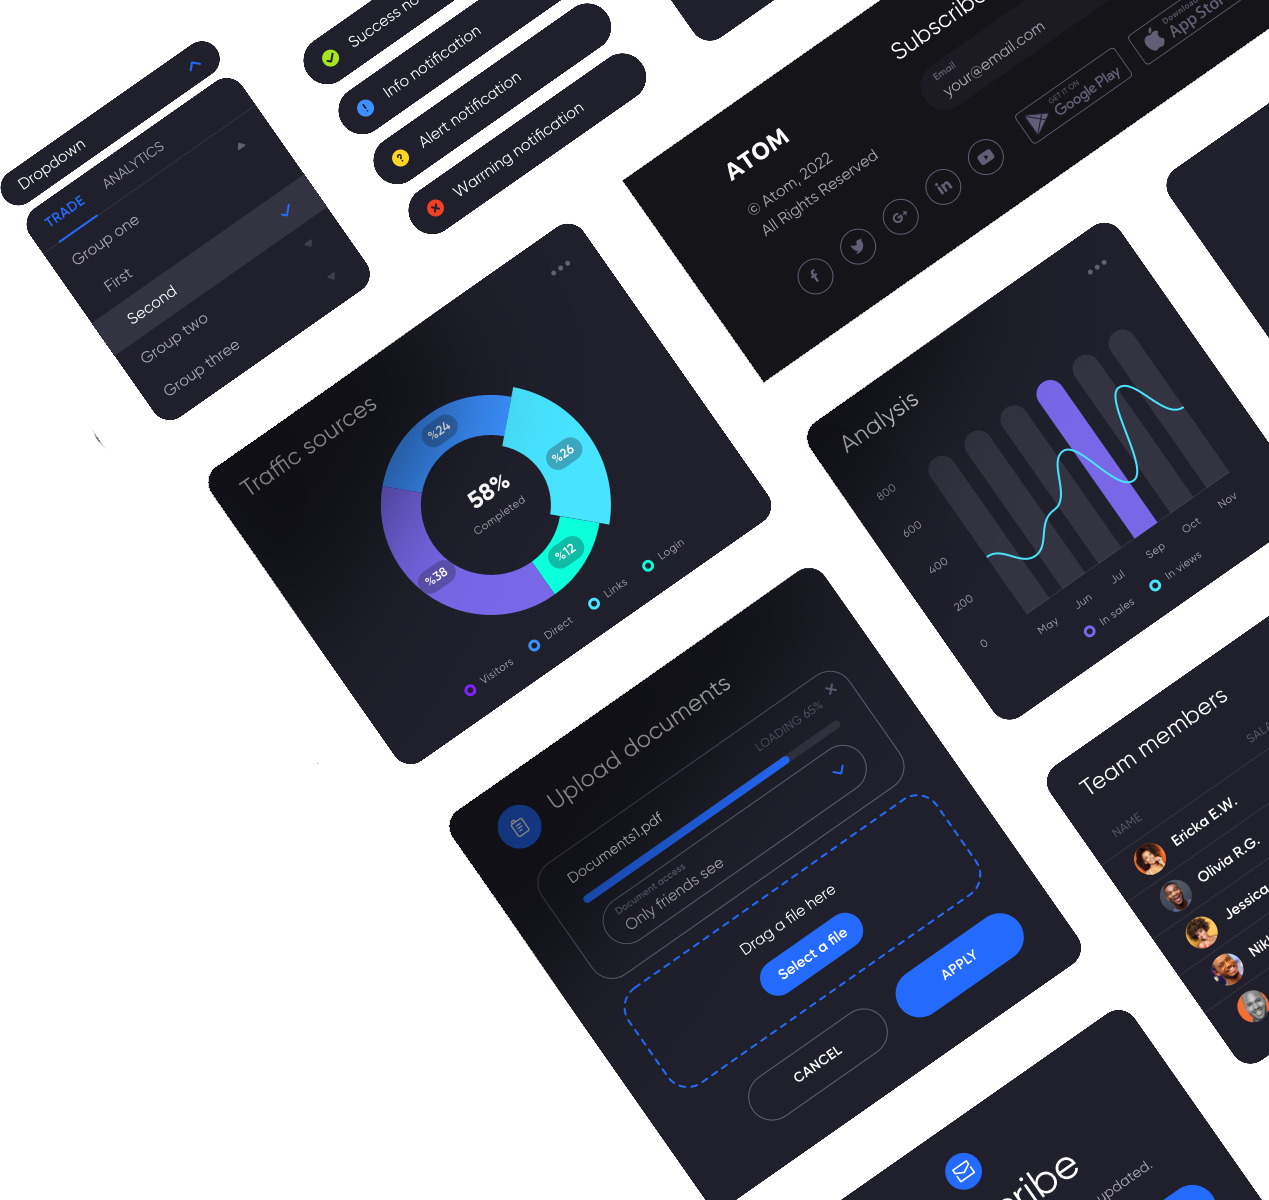 Dropdown
TRADE
ANALYTICS
Group one
First
Second
Group two
Group three
Success
Info notification
Alert notification
Warrning notification
Subscribe
Email
your@email.com
ATOM
© Atom, 2022
All Rights Reserved
GET IT ON
Google Play
Download
App Stor
Traffic sources
%24
%26
%12
%38
58%
Completed
Visitors
Direct
Links
Login
Analysis
800
600
400
200
0
May
Jun
Jul
Sep
Oct
Nov
In sales
In views
Upload documents
LOADING 65%
Documents1.pdf
Document access
Only friends see
Drag a file here
Select a file
CANCEL
APPLY
Team members
NAME
SALA
Ericka E.W.
Olivia R.G.
Jessica
Nik
ribe
updated.